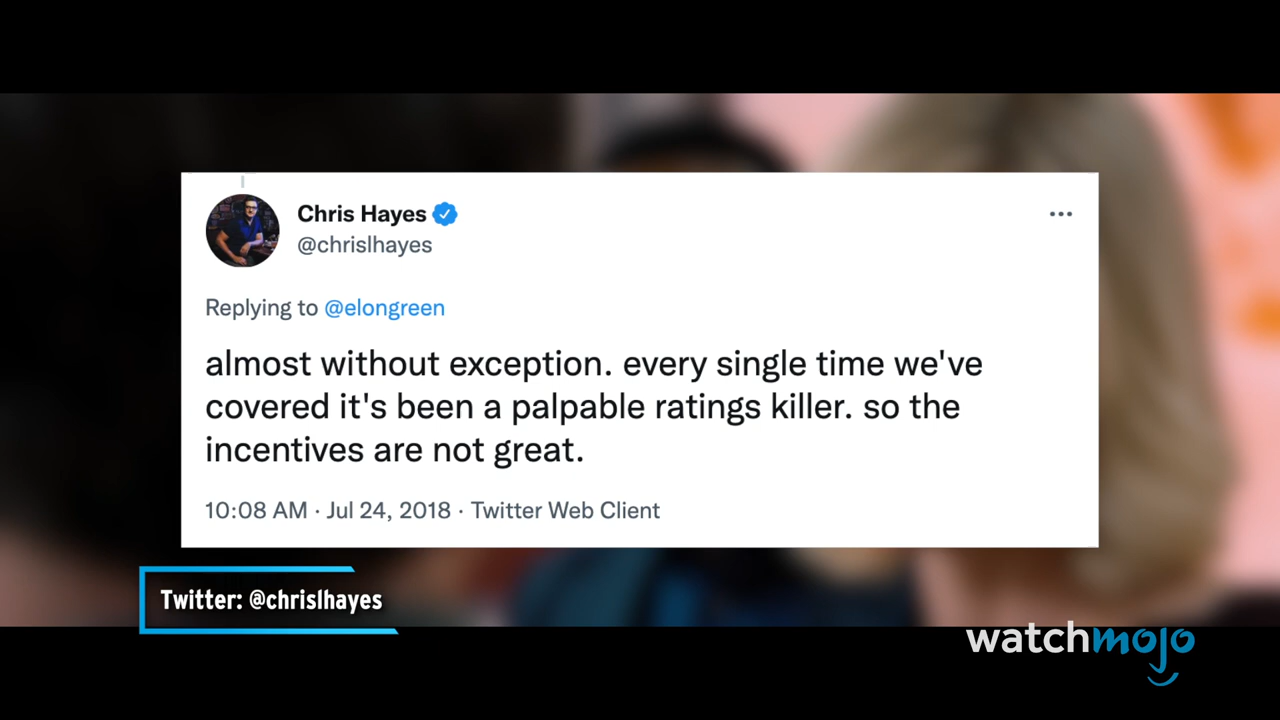 Chris Hayes
@chrislhayes
Replying to @elongreen
almost without exception. every single time we've
covered it's been a palpable ratings killer. so the
incentives are not great.
10:08 AM · Jul 24, 2018 · Twitter Web Client
Twitter: @chrislhayes
watchmojo